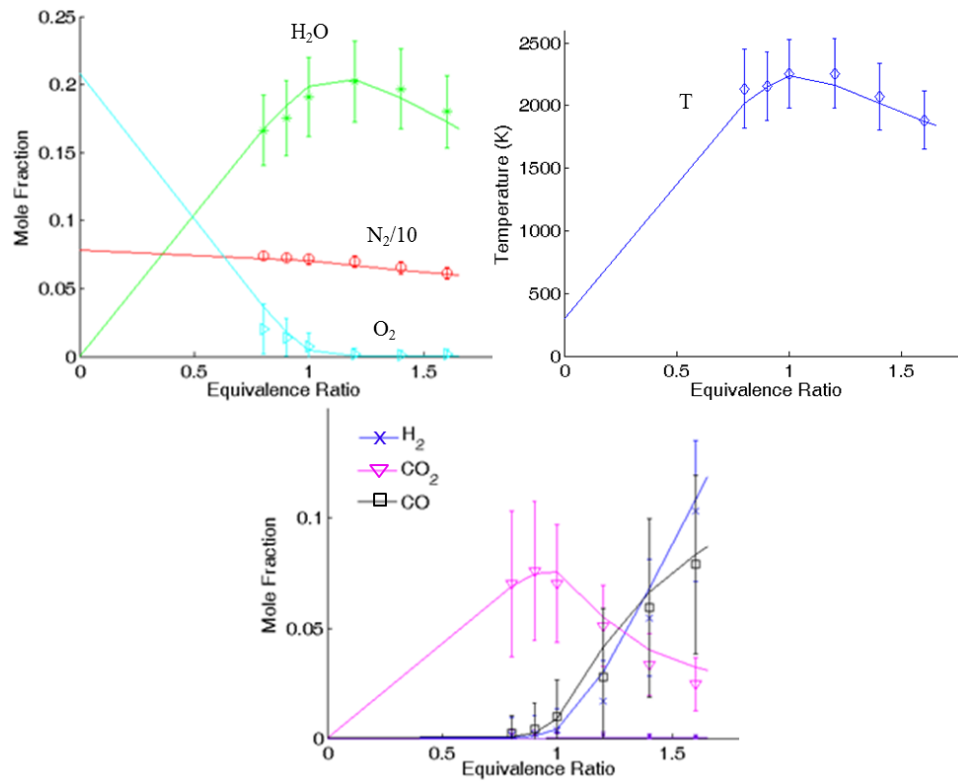 0.25
0.2
0.15
0.1
0.05
0
Mole Fraction
H₂O
N₂/10
O₂
0 0.5 1 1.5
Equivalence Ratio
2500
2000
1500
1000
500
0
Temperature (K)
T
0 0.5 1 1.5
Equivalence Ratio
H₂
CO₂
CO
0.1
0.05
0
Mole Fraction
0 0.5 1 1.5
Equivalence Ratio